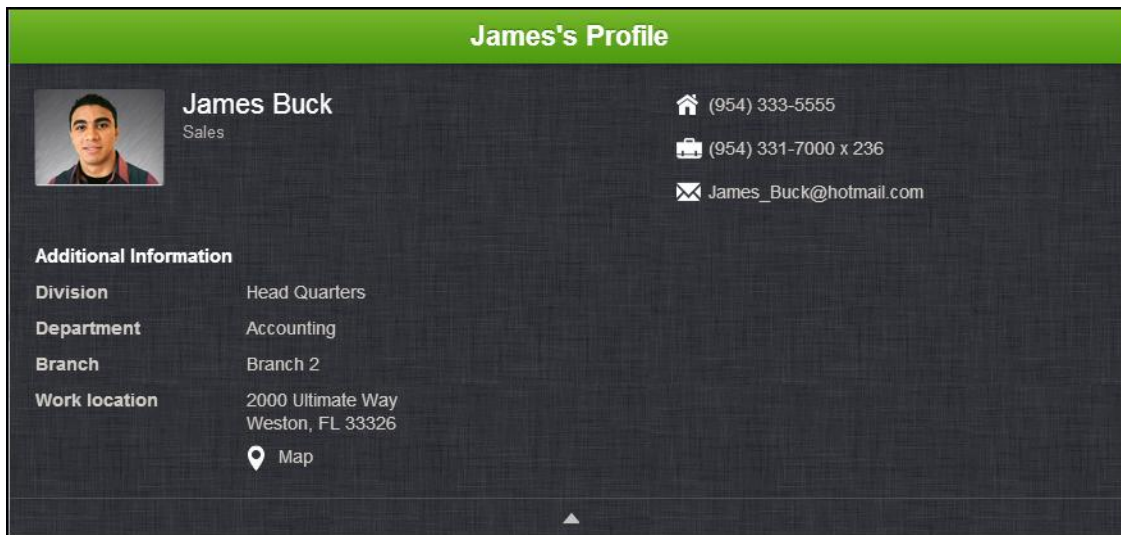 James's Profile
James Buck
Sales
(954) 333-5555
(954) 331-7000 x 236
James_Buck@hotmail.com
Additional Information
Division Head Quarters
Department Accounting
Branch Branch 2
Work location 2000 Ultimate Way
Weston, FL 33326
Map